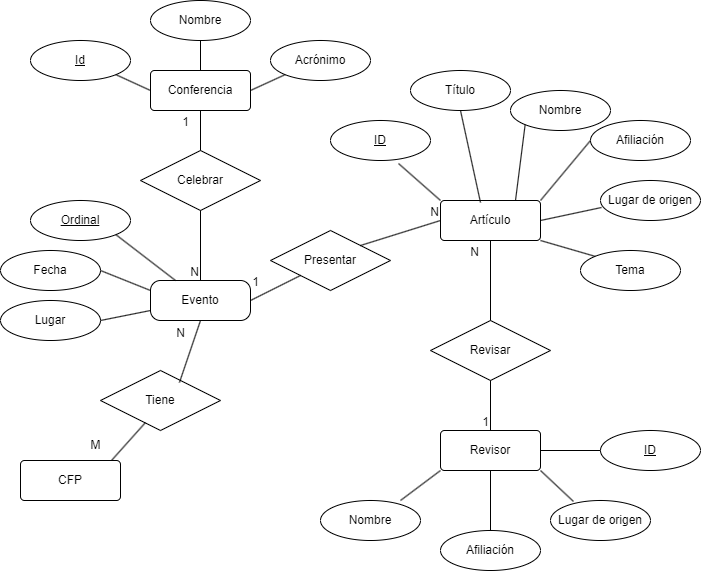 Nombre
Id
Acrónimo
Conferencia
1
Título
Nombre
ID
Afiliación
Celebrar
Lugar de origen
Ordinal
N
Artículo
Fecha
N
1
Presentar
N
Tema
Evento
Lugar
N
Revisar
Tiene
1
M
Revisor
ID
CFP
Nombre
Lugar de origen
Afiliación